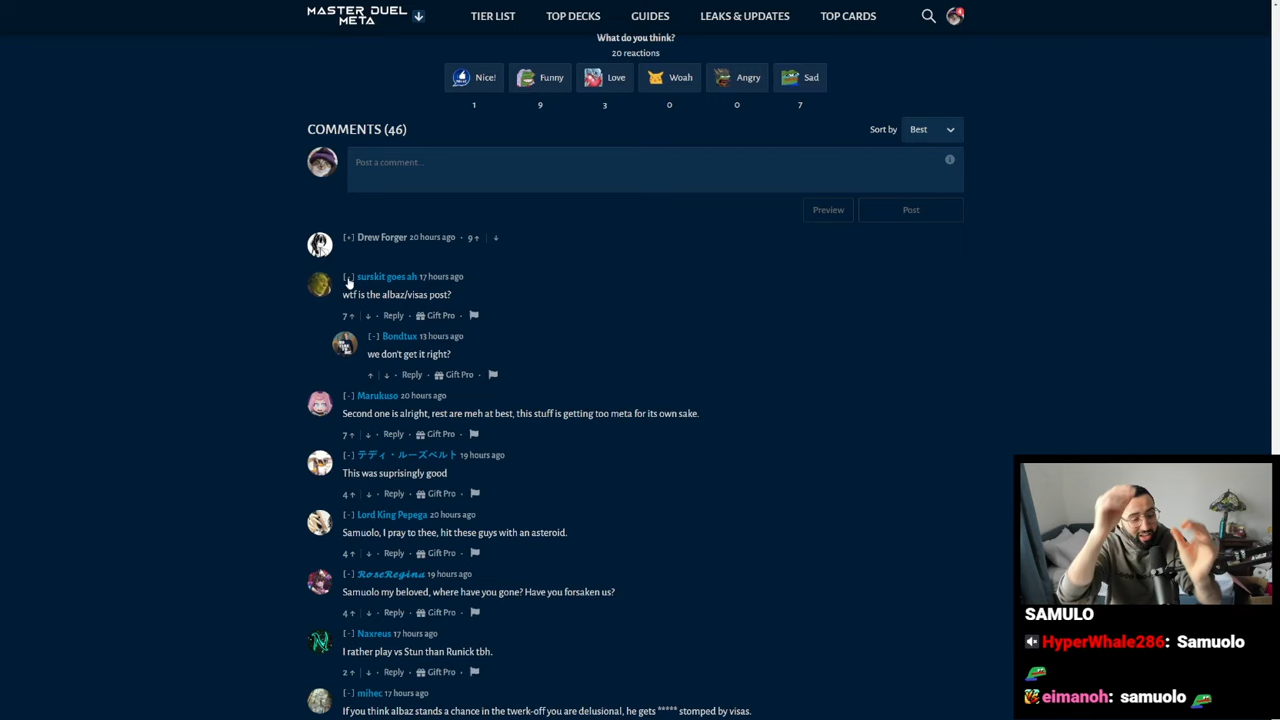 MASTER DUEL META
TIER LIST TOP DECKS GUIDES LEAKS & UPDATES TOP CARDS
What do you think?
20 reactions
Nice! Funny Love Woah Angry Sad
1 9 3 0 0 7
COMMENTS (46)
Sort by Best
Post a comment...
Preview Post
[+] Drew Forger 20 hours ago · 9
[-] surskit goes ah 17 hours ago
wtf is the albaz/visas post?
7 · Reply · Gift Pro ·
[-] Bondtux 13 hours ago
we don't get it right?
· Reply · Gift Pro ·
[-] Marukuso 20 hours ago
Second one is alright, rest are meh at best, this stuff is getting too meta for its own sake.
7 · Reply · Gift Pro ·
[-] テディ・ルーズベルト 19 hours ago
This was suprisingly good
4 · Reply · Gift Pro ·
[-] Lord King Pepega 20 hours ago
Samuolo, I pray to thee, hit these guys with an asteroid.
4 · Reply · Gift Pro ·
[-] 𝓡𝓸𝓼𝓮𝓡𝓮𝓰𝓲𝓷𝓪 19 hours ago
Samuolo my beloved, where have you gone? Have you forsaken us?
4 · Reply · Gift Pro ·
[-] Naxreus 17 hours ago
I rather play vs Stun than Runick tbh.
2 · Reply · Gift Pro ·
[-] mihec 17 hours ago
If you think albaz stands a chance in the twerk-off you are delusional, he gets ***** stomped by visas.
SAMULO
HyperWhale286: Samuolo
eimanoh: samuolo